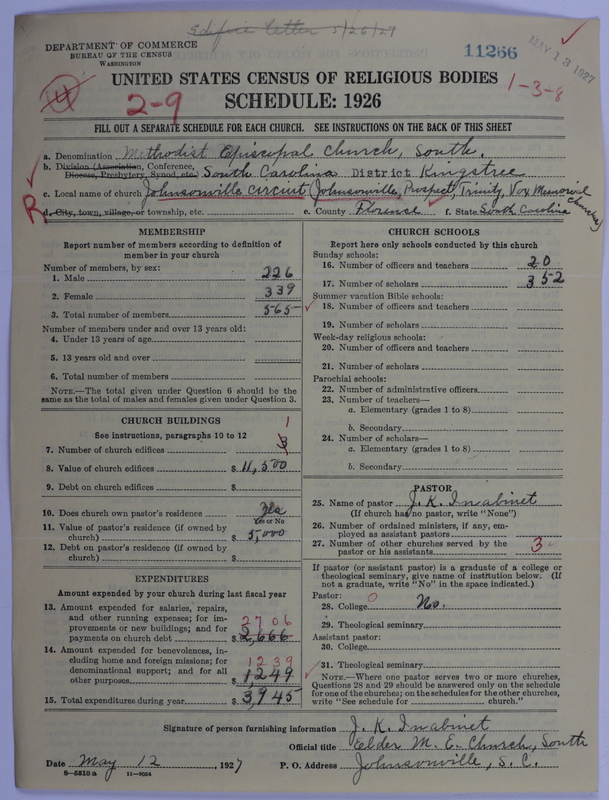 Edifice letter 5/26/29
DEPARTMENT OF COMMERCE
BUREAU OF THE CENSUS
WASHINGTON
11266
MAY 13 1927
UNITED STATES CENSUS OF RELIGIOUS BODIES
SCHEDULE: 1926
4
2-9
1-3-8
FILL OUT A SEPARATE SCHEDULE FOR EACH CHURCH. SEE INSTRUCTIONS ON THE BACK OF THIS SHEET
a. Denomination Methodist Episcopal Church, South.
b. Division (Association, Conference, Diocese, Presbytery, Synod, etc.) South Carolina District Kingstree
c. Local name of church Johnsonville circuit (Johnsonville, Prospect, Trinity, Vox Memorial Churches)
R
d. City, town, village, or township, etc. e. County Florence f. State South Carolina
MEMBERSHIP
Report number of members according to definition of
member in your church
Number of members, by sex:
1. Male 226
2. Female 339
3. Total number of members 565
Number of members under and over 13 years old:
4. Under 13 years of age
5. 13 years old and over
6. Total number of members
NOTE.—The total given under Question 6 should be the
same as the total of males and females given under Question 3.
CHURCH BUILDINGS
See instructions, paragraphs 10 to 12
7. Number of church edifices 3 1
8. Value of church edifices $ 11,500
9. Debt on church edifices $
10. Does church own pastor's residence Yes
Yes or No
11. Value of pastor's residence (if owned by
church) $ 5,000
12. Debt on pastor's residence (if owned by
church) $
EXPENDITURES
Amount expended by your church during last fiscal year
13. Amount expended for salaries, repairs,
and other running expenses; for im-
provements or new buildings; and for
payments on church debt $ 2,666 2706
14. Amount expended for benevolences, in-
cluding home and foreign missions; for
denominational support; and for all
other purposes $ 1249 1239
15. Total expenditures during year $ 3,945
CHURCH SCHOOLS
Report here only schools conducted by this church
Sunday schools:
16. Number of officers and teachers 20
17. Number of scholars 352
Summer vacation Bible schools:
18. Number of officers and teachers
19. Number of scholars
Week-day religious schools:
20. Number of officers and teachers
21. Number of scholars
Parochial schools:
22. Number of administrative officers
23. Number of teachers—
a. Elementary (grades 1 to 8)
b. Secondary
24. Number of scholars—
a. Elementary (grades 1 to 8)
b. Secondary
PASTOR
25. Name of pastor J. K. Inabinet
(If church has no pastor, write "None")
26. Number of ordained ministers, if any, em-
ployed as assistant pastors
27. Number of other churches served by the
pastor or his assistants 3
If pastor (or assistant pastor) is a graduate of a college or
theological seminary, give name of institution below. (If
not a graduate, write "No" in the space indicated.)
Pastor:
28. College 0 No.
29. Theological seminary
Assistant pastor:
30. College
31. Theological seminary
NOTE.—Where one pastor serves two or more churches,
Questions 28 and 29 should be answered only on the schedule
for one of the churches; on the schedules for the other churches,
write "See schedule for church."
Signature of person furnishing information J. K. Inabinet
Official title Elder M. E. Church, South
Date May 12, 1927 P. O. Address Johnsonville, S. C.
8-5519 a 11-9024